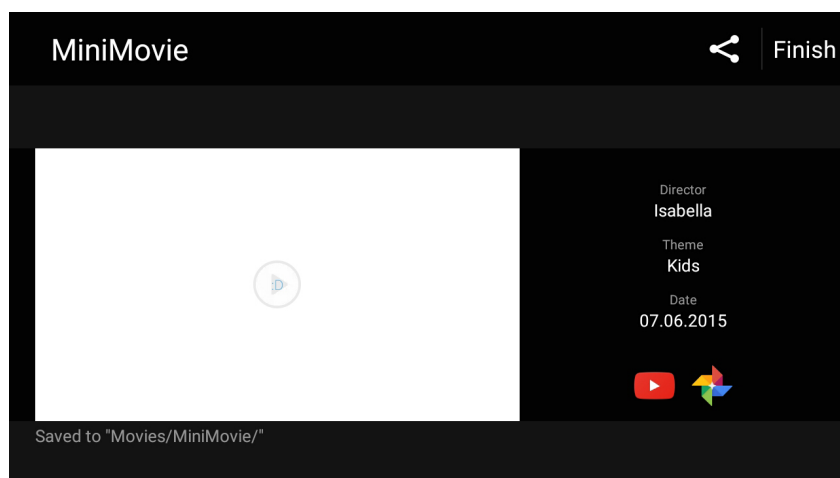 MiniMovie
Finish
:D
Director
Isabella
Theme
Kids
Date
07.06.2015
Saved to "Movies/MiniMovie/"